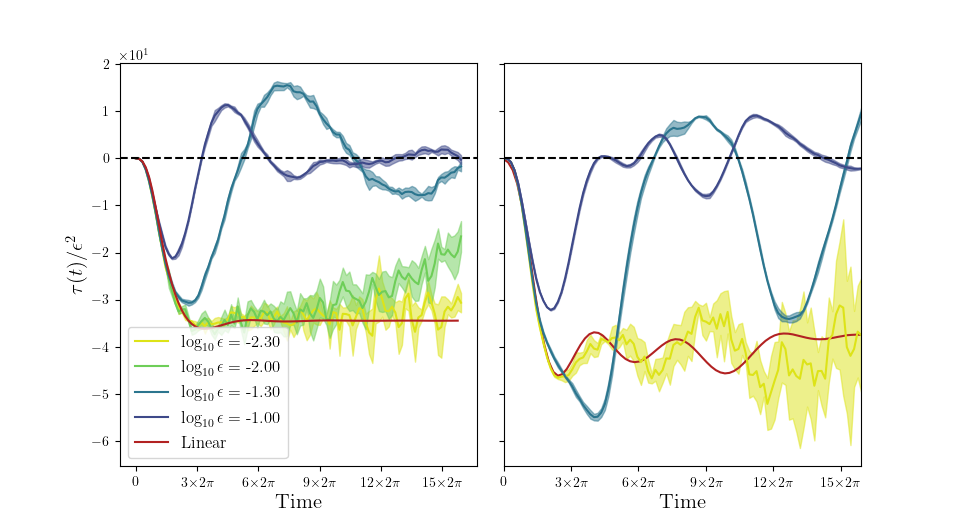 ×10¹
2
1
0
−1
−2
−3
−4
−5
−6
τ(t)/ϵ²
log₁₀ ϵ = -2.30
log₁₀ ϵ = -2.00
log₁₀ ϵ = -1.30
log₁₀ ϵ = -1.00
Linear
0 3×2π 6×2π 9×2π 12×2π 15×2π
Time
0 3×2π 6×2π 9×2π 12×2π 15×2π
Time